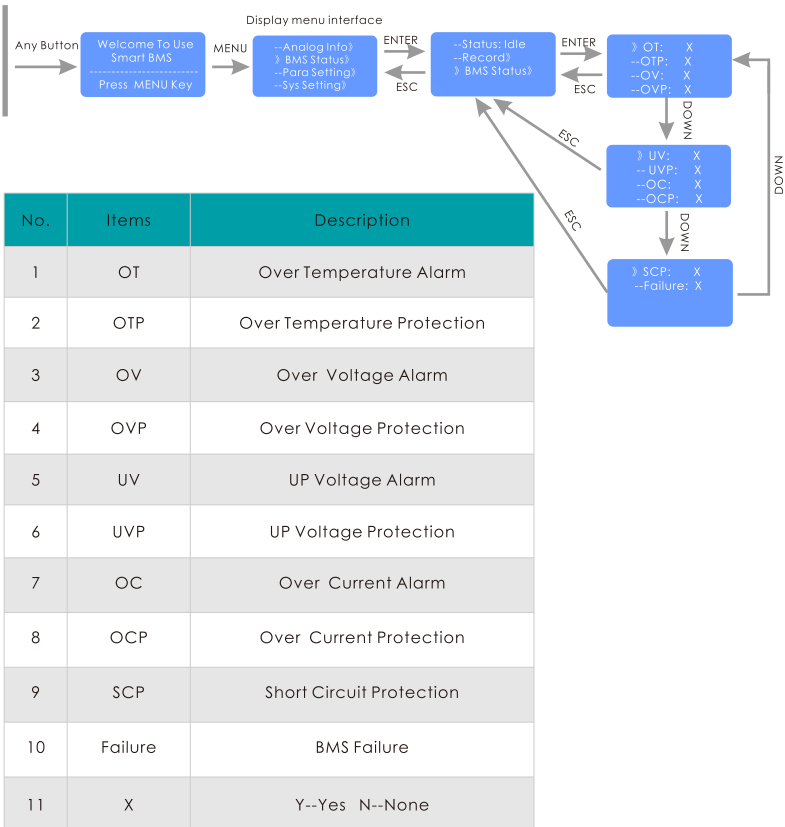 Display menu interface
Any Button
Welcome To Use
Smart BMS
Press MENU Key
MENU
--Analog Info》
》BMS Status》
--Para Setting》
--Sys Setting》
ENTER
ESC
--Status: Idle
--Record》
》BMS Status》
ENTER
ESC
》OT: X
--OTP: X
--OV: X
--OVP: X
DOWN
ESC
》UV: X
-- UVP: X
--OC: X
--OCP: X
DOWN
DOWN
ESC
》SCP: X
--Failure: X
No. Items Description
1 OT Over Temperature Alarm
2 OTP Over Temperature Protection
3 OV Over Voltage Alarm
4 OVP Over Voltage Protection
5 UV UP Voltage Alarm
6 UVP UP Voltage Protection
7 OC Over Current Alarm
8 OCP Over Current Protection
9 SCP Short Circuit Protection
10 Failure BMS Failure
11 X Y--Yes N--None